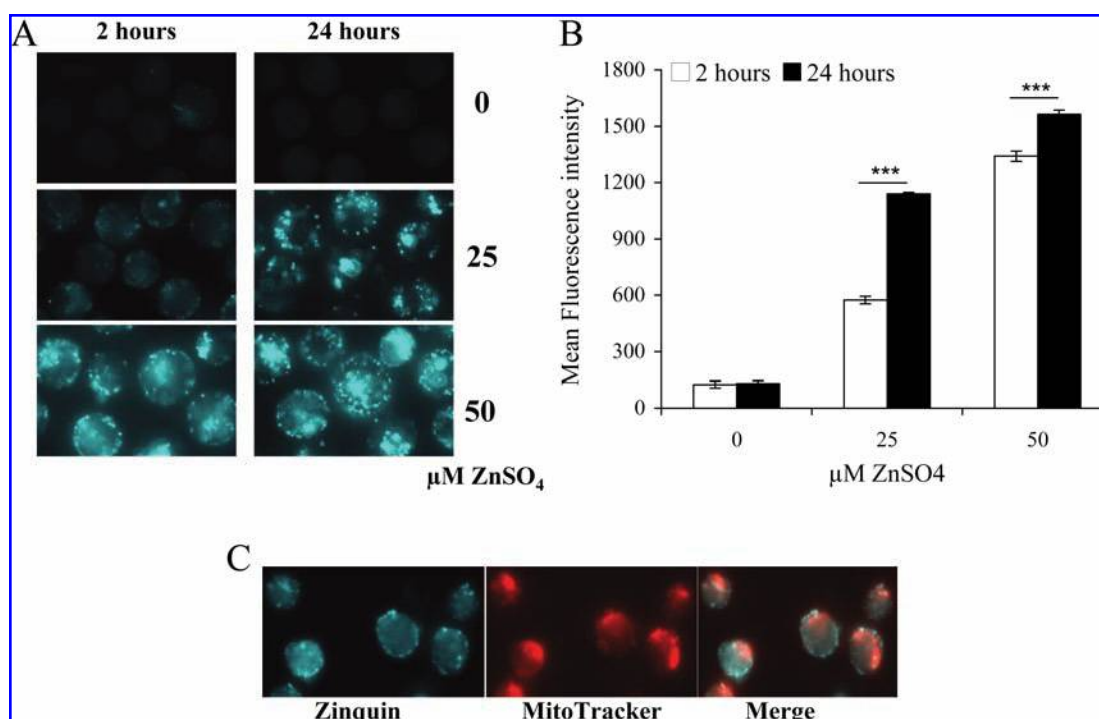 A
2 hours 24 hours
0
25
50
µM ZnSO₄
B
2 hours 24 hours
Mean Fluorescence intensity
1800
1500
1200
900
600
300
0
***
***
0 25 50
µM ZnSO4
C
Zinquin MitoTracker Merge